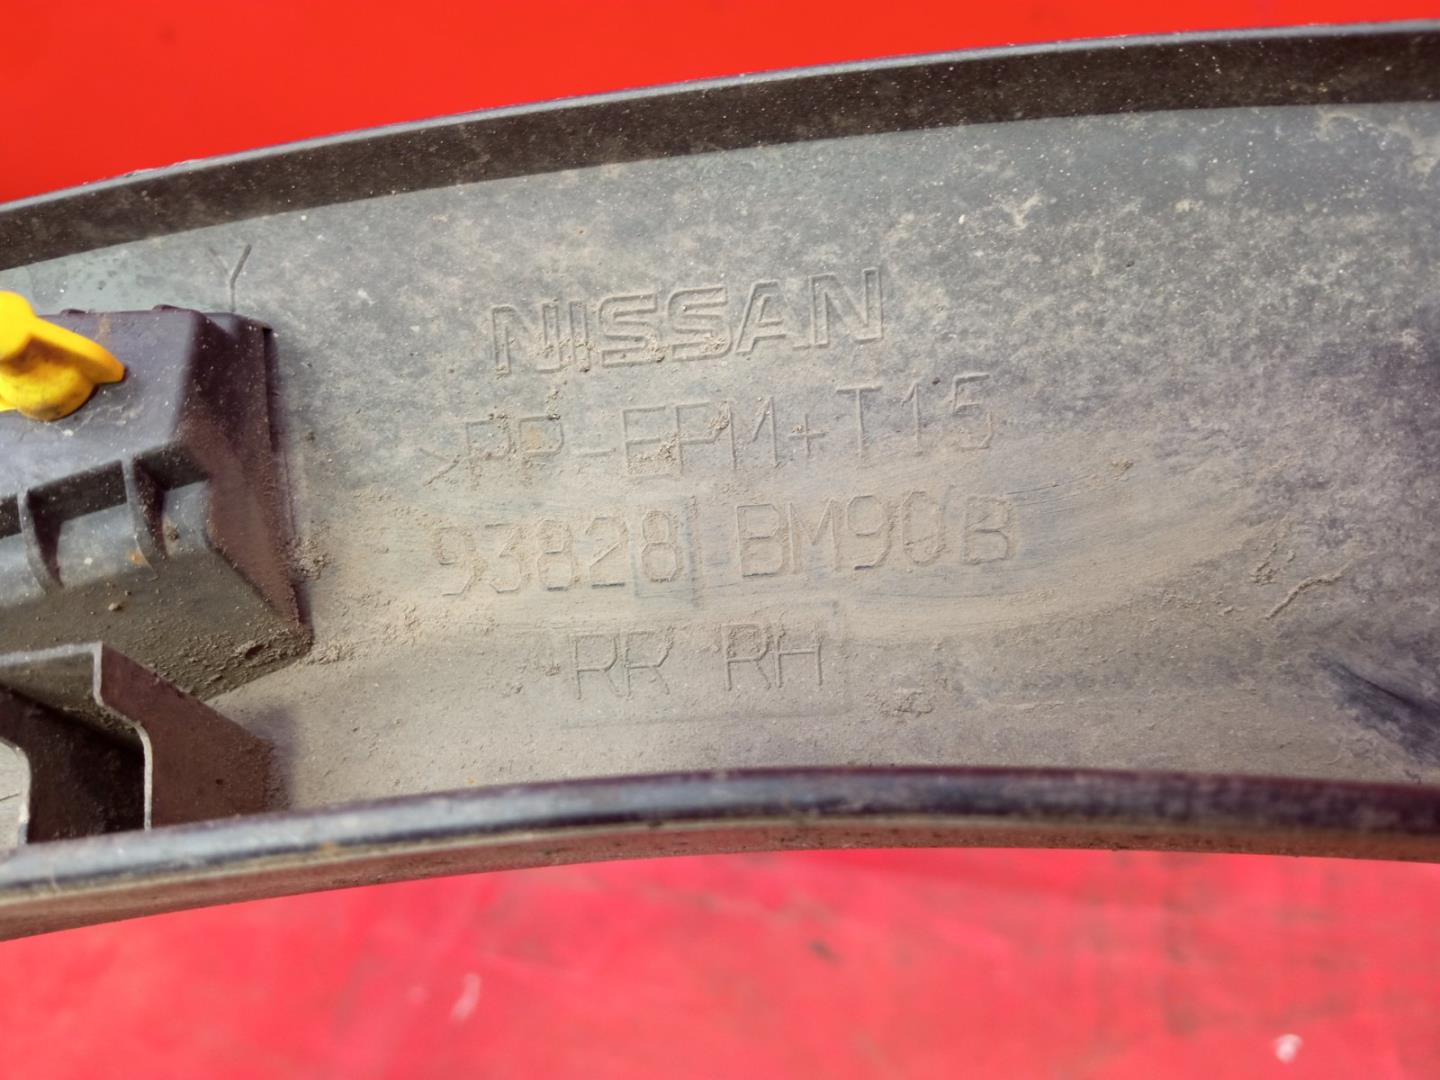 NISSAN
>PP-EPM+T15
93828 BM90B
RR RH